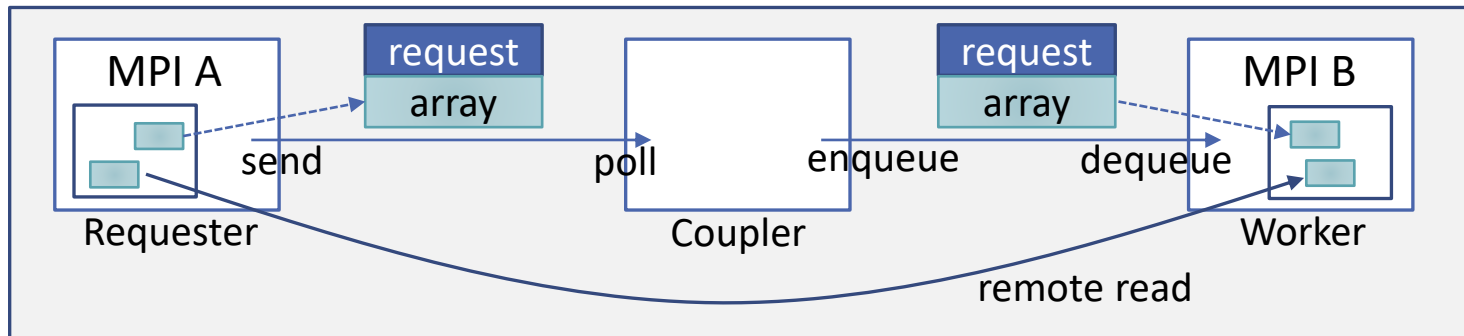 MPI A
request
array
request
array
MPI B
send
poll
enqueue
dequeue
Requester
Coupler
Worker
remote read